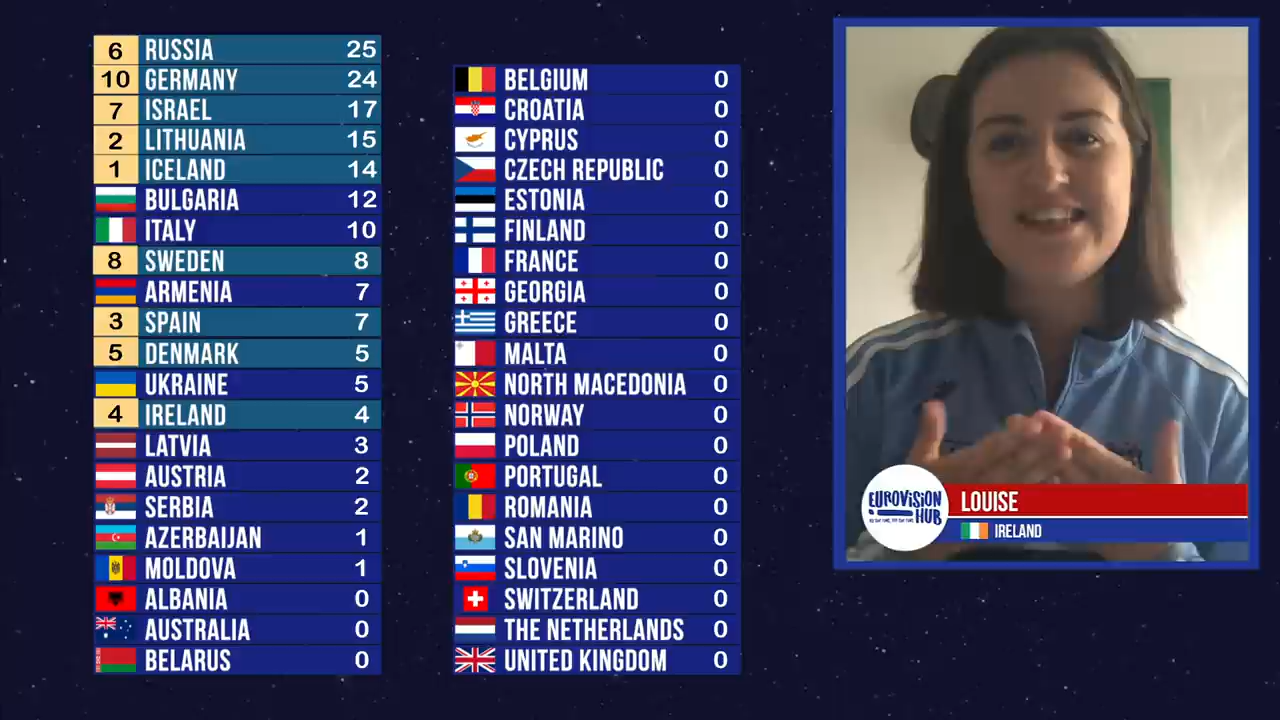 6 RUSSIA 25
10 GERMANY 24
7 ISRAEL 17
2 LITHUANIA 15
1 ICELAND 14
BULGARIA 12
ITALY 10
8 SWEDEN 8
ARMENIA 7
3 SPAIN 7
5 DENMARK 5
UKRAINE 5
4 IRELAND 4
LATVIA 3
AUSTRIA 2
SERBIA 2
AZERBAIJAN 1
MOLDOVA 1
ALBANIA 0
AUSTRALIA 0
BELARUS 0
BELGIUM 0
CROATIA 0
CYPRUS 0
CZECH REPUBLIC 0
ESTONIA 0
FINLAND 0
FRANCE 0
GEORGIA 0
GREECE 0
MALTA 0
NORTH MACEDONIA 0
NORWAY 0
POLAND 0
PORTUGAL 0
ROMANIA 0
SAN MARINO 0
SLOVENIA 0
SWITZERLAND 0
THE NETHERLANDS 0
UNITED KINGDOM 0
EUROVISION
HUB
LOUISE
IRELAND